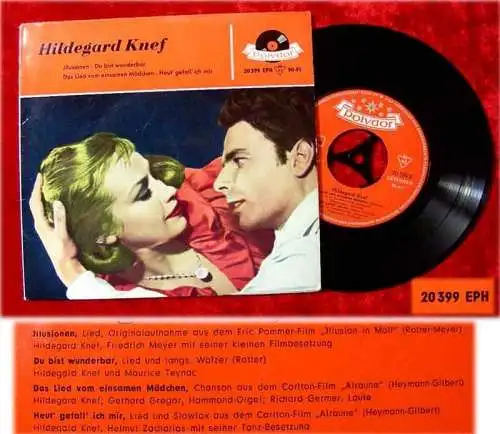 Hildegard Knef
Illusionen · Du bist wunderbar
Das Lied vom einsamen Mädchen · Heut' gefall' ich mir
Polydor
20 399 EPH
Polydor
Hildegard Knef
20 399 EPH
Illusionen, Lied, Originalaufnahme aus dem Eric Pommer-Film „Illusion in Moll" (Rotter-Meyer)
Hildegard Knef, Friedrich Meyer mit seiner kleinen Filmbesetzung
Du bist wunderbar, Lied und langs. Walzer (Rotter)
Hildegard Knef und Maurice Teynac
Das Lied vom einsamen Mädchen, Chanson aus dem Carlton-Film „Alraune" (Heymann-Gilbert)
Hildegard Knef; Gerhard Gregor, Hammond-Orgel; Richard Germer, Laute
Heut' gefall' ich mir, Lied und Slowfox aus dem Carlton-Film „Alraune" (Heymann-Gilbert)
Hildegard Knef, Helmut Zacharias mit seiner Tanz-Besetzung